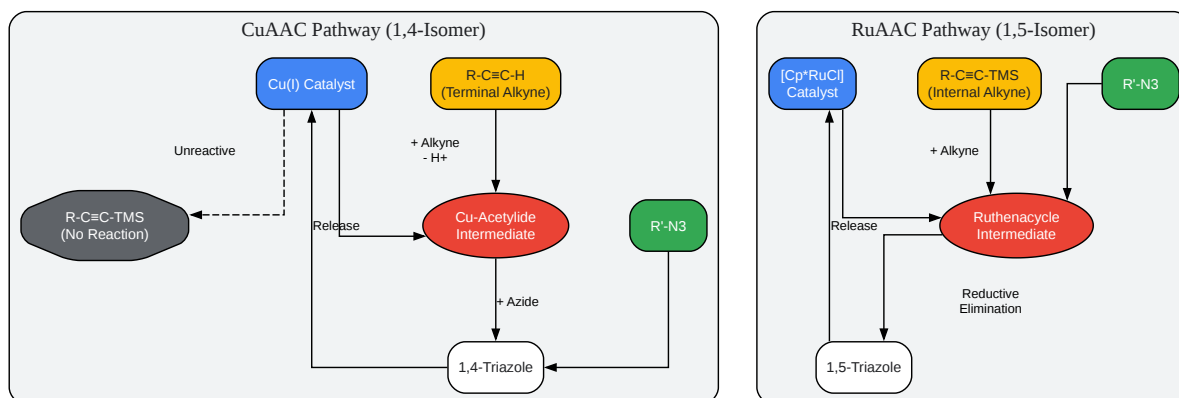 CuAAC Pathway (1,4-Isomer)
Cu(I) Catalyst
R-C≡C-H
(Terminal Alkyne)
Unreactive
+ Alkyne
- H+
R-C≡C-TMS
(No Reaction)
Release
Cu-Acetylide
Intermediate
R'-N3
+ Azide
1,4-Triazole
RuAAC Pathway (1,5-Isomer)
[Cp*RuCl]
Catalyst
R-C≡C-TMS
(Internal Alkyne)
R'-N3
+ Alkyne
Release
Ruthenacycle
Intermediate
Reductive
Elimination
1,5-Triazole